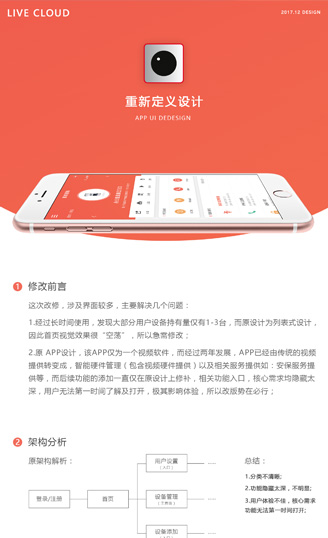 LIVE CLOUD
2017.12 DESIGN
重新定义设计
APP UI DEDESIGN
1 修改前言
这次改修，涉及界面较多，主要解决几个问题：
1.经过长时间使用，发现大部分用户设备持有量仅有1-3台，而原设计为列表式设计，
因此首页视觉效果很“空落”，所以急需修改；
2.原 APP设计，该APP仅为一个视频软件，而经过两年发展，APP已经由传统的视频
提供转变成，智能硬件管理（包含视频硬件提供）以及相关服务提供如：安保服务提
供等，而后续功能的添加一直仅在原设计上修补，相关功能入口，核心需求均隐藏太
深，用户无法第一时间了解及打开，极其影响体验，所以改版势在必行；
2 架构分析
原架构解析：
总结：
用户设置
1.分类不清晰；
2.功能隐藏太深，不明显；
登录/注册
首页
设备管理
3.用户体验不佳，核心需求
功能无法第一时间打开；
设备添加